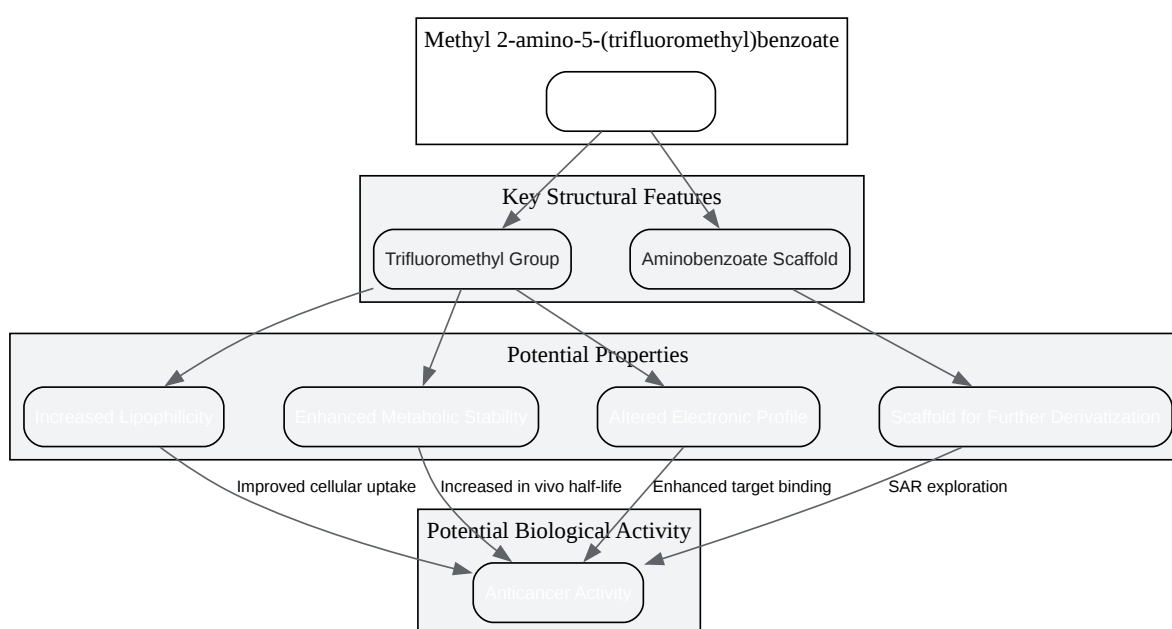 Methyl 2-amino-5-(trifluoromethyl)benzoate
Key Structural Features
Trifluoromethyl Group
Aminobenzoate Scaffold
Potential Properties
Increased Lipophilicity
Enhanced Metabolic Stability
Altered Electronic Profile
Scaffold for Further Derivatization
Improved cellular uptake
Increased in vivo half-life
Enhanced target binding
SAR exploration
Potential Biological Activity
Anticancer Activity